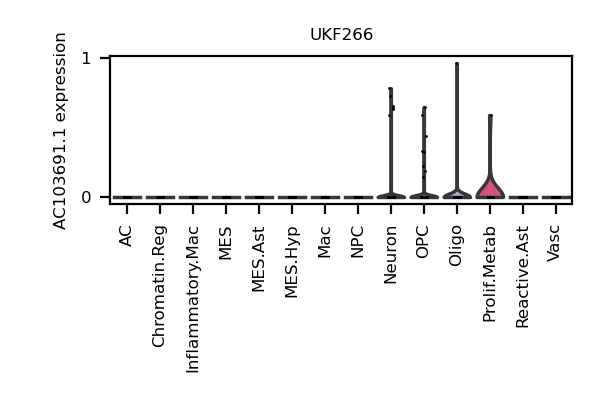 UKF266
AC103691.1 expression
1
0
AC
Chromatin.Reg
Inflammatory.Mac
MES
MES.Ast
MES.Hyp
Mac
NPC
Neuron
OPC
Oligo
Prolif.Metab
Reactive.Ast
Vasc